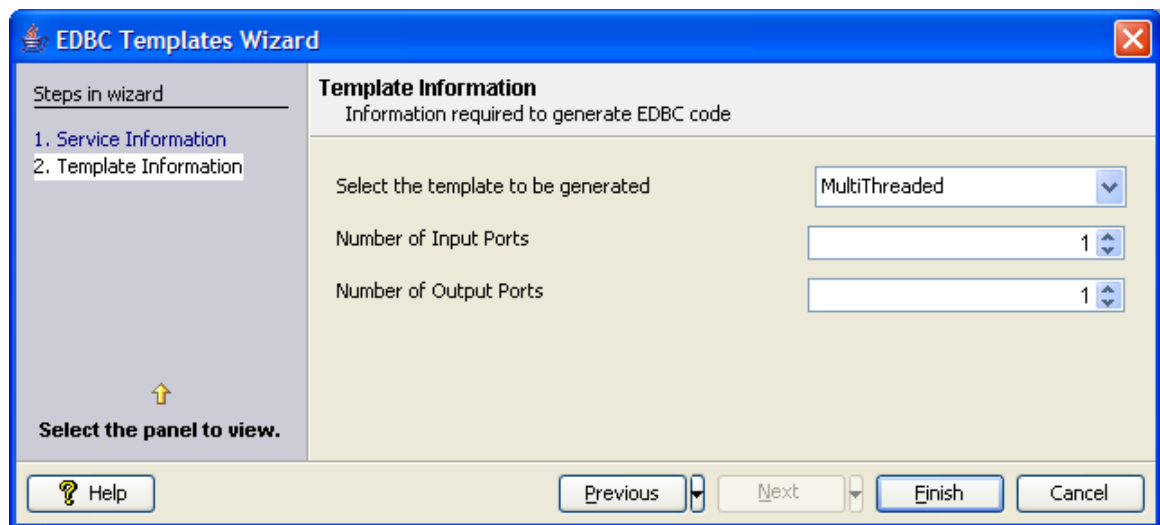 EDBC Templates Wizard
Steps in wizard
1. Service Information
2. Template Information
Select the panel to view.
Template Information
Information required to generate EDBC code
Select the template to be generated
MultiThreaded
Number of Input Ports
1
Number of Output Ports
1
? Help
Previous
Next
Finish
Cancel